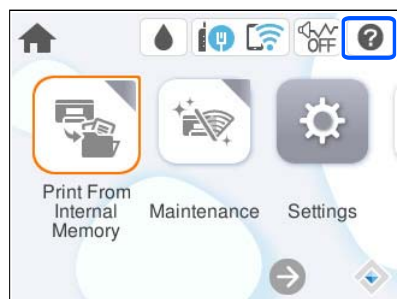 OFF
?
Print From
Internal
Memory
Maintenance
Settings